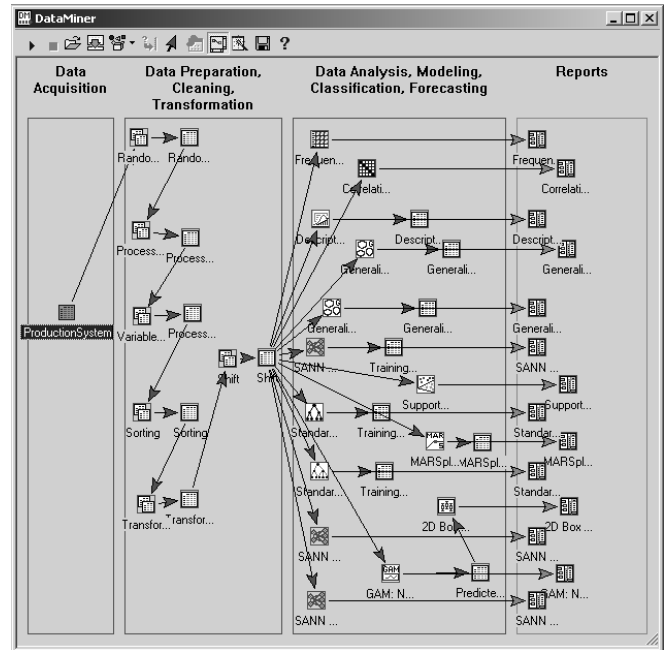 DataMiner
Data Acquisition
Data Preparation, Cleaning, Transformation
Data Analysis, Modeling, Classification, Forecasting
Reports
Rando... Rando... Frequen... Frequen...
Correlati... Correlati...
Process... Process... Descript... Descript... Descript...
Generali... Generali... Generali...
ProductionSystem Variable... Process... Generali... Generali... Generali...
Shift Shift SANN ... Training... SANN ...
Support... Support...
Sorting Sorting Standar... Training... Standar...
MARSpl... MARSpl... MARSpl...
Standar... Training... Standar...
Transfor... Transfor... 2D Box ... 2D Box ...
SANN ... SANN ...
GAM: N... Predicte... GAM: N...
SANN ... SANN ...